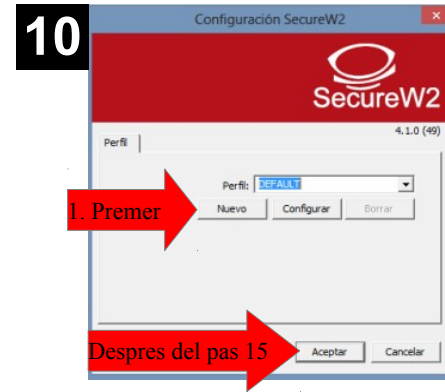 10
Configuración SecureW2
SecureW2
4.1.0 (49)
Perfil
Perfil: DEFAULT
1. Premer
Nuevo Configurar Borrar
Despres del pas 15
Aceptar Cancelar